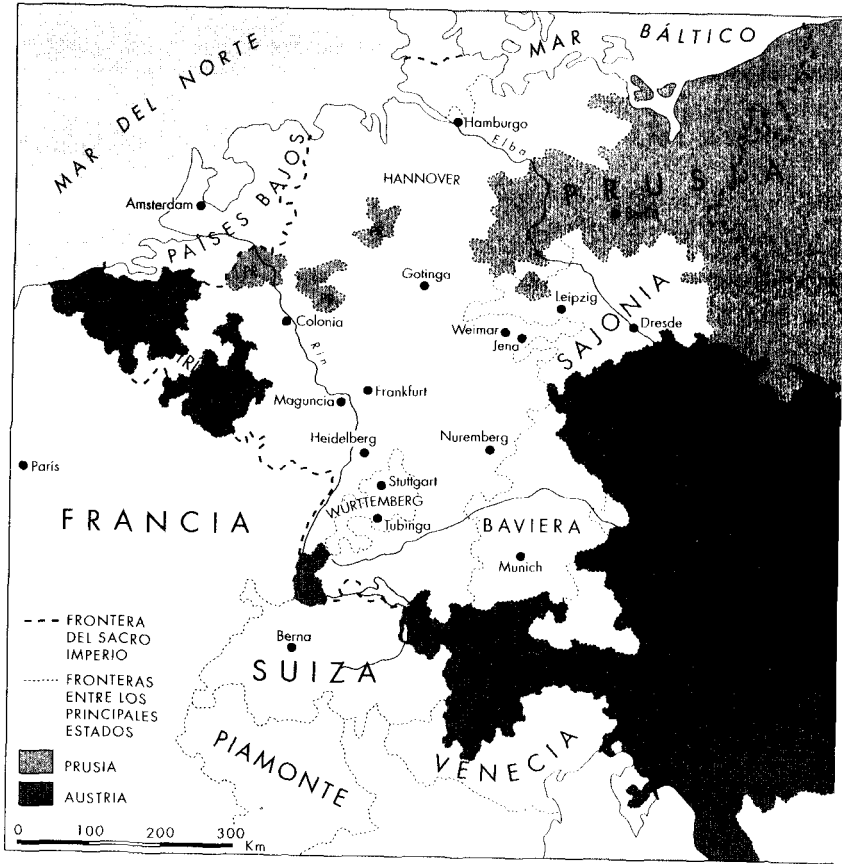 MAR DEL NORTE
MAR BÁLTICO
Hamburgo
Elba
HANNOVER
PRUSIA
Amsterdam
PAÍSES BAJOS
Gotinga
Leipzig
Colonia
Rin
Weimar
Jena
SAJONIA
Dresde
Frankfurt
Maguncia
Heidelberg
Nuremberg
París
Stuttgart
WÜRTTEMBERG
Tubinga
FRANCIA
BAVIERA
Munich
Berna
SUIZA
PIAMONTE
VENECIA
FRONTERA
DEL SACRO
IMPERIO
FRONTERAS
ENTRE LOS
PRINCIPALES
ESTADOS
PRUSIA
AUSTRIA
0 100 200 300
Km